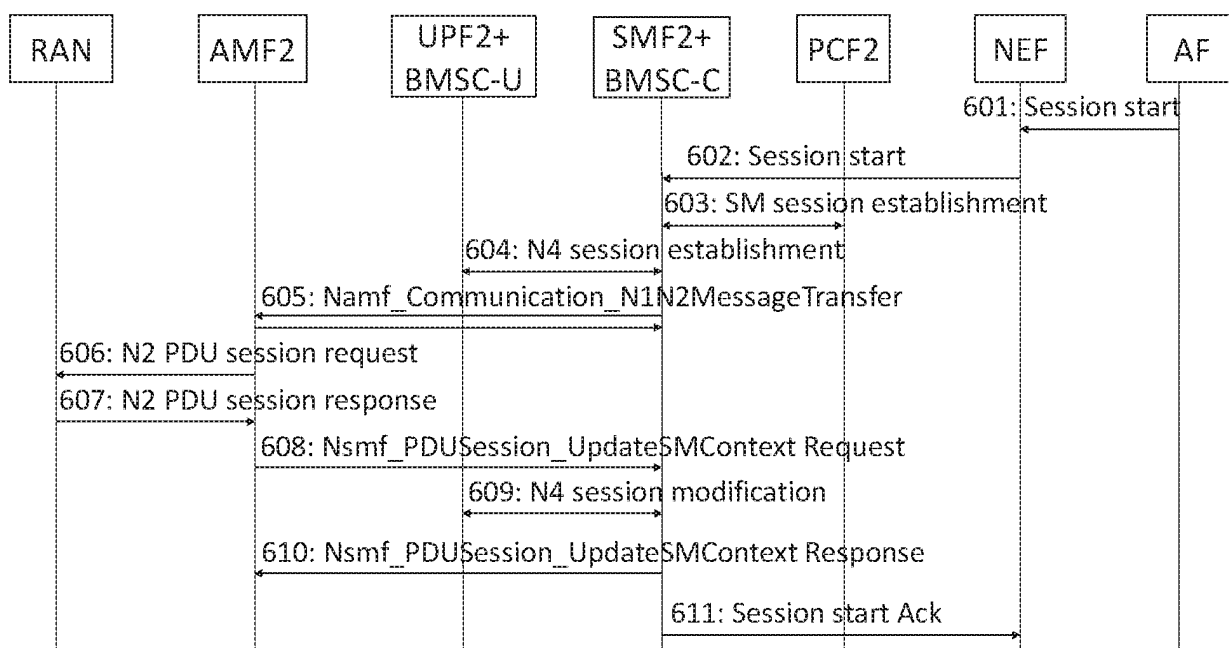 RAN
AMF2
UPF2+
BMSC-U
SMF2+
BMSC-C
PCF2
NEF
AF
601: Session start
602: Session start
603: SM session establishment
604: N4 session establishment
605: Namf_Communication_N1N2MessageTransfer
606: N2 PDU session request
607: N2 PDU session response
608: Nsmf_PDUSession_UpdateSMContext Request
609: N4 session modification
610: Nsmf_PDUSession_UpdateSMContext Response
611: Session start Ack